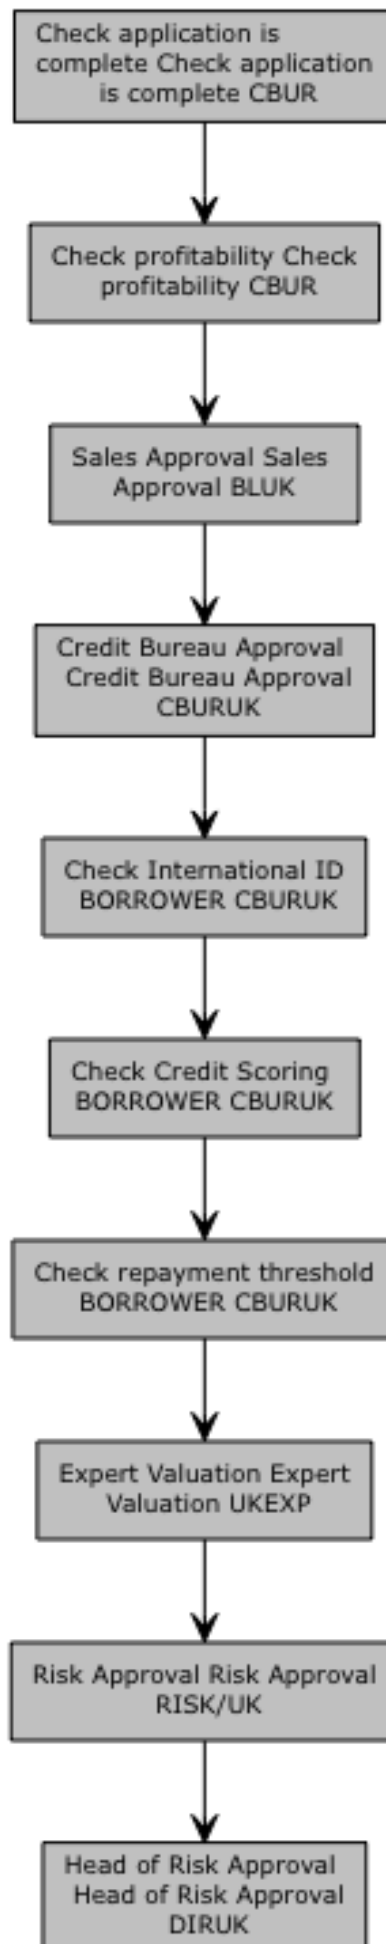 Check application is
complete Check application
is complete CBUR
Check profitability Check
profitability CBUR
Sales Approval Sales
Approval BLUK
Credit Bureau Approval
Credit Bureau Approval
CBURUK
Check International ID
BORROWER CBURUK
Check Credit Scoring
BORROWER CBURUK
Check repayment threshold
BORROWER CBURUK
Expert Valuation Expert
Valuation UKEXP
Risk Approval Risk Approval
RISK/UK
Head of Risk Approval
Head of Risk Approval
DIRUK